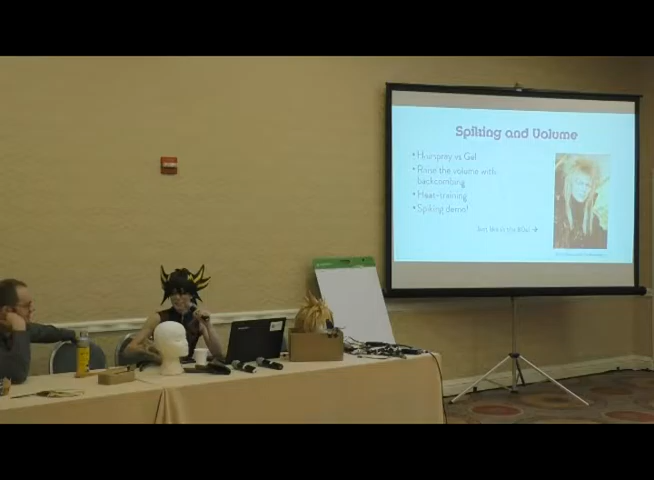 Spiking and Volume
• Hairspray vs Gel
• Raise the volume with
backcombing
• Heat-training
• Spiking demo!